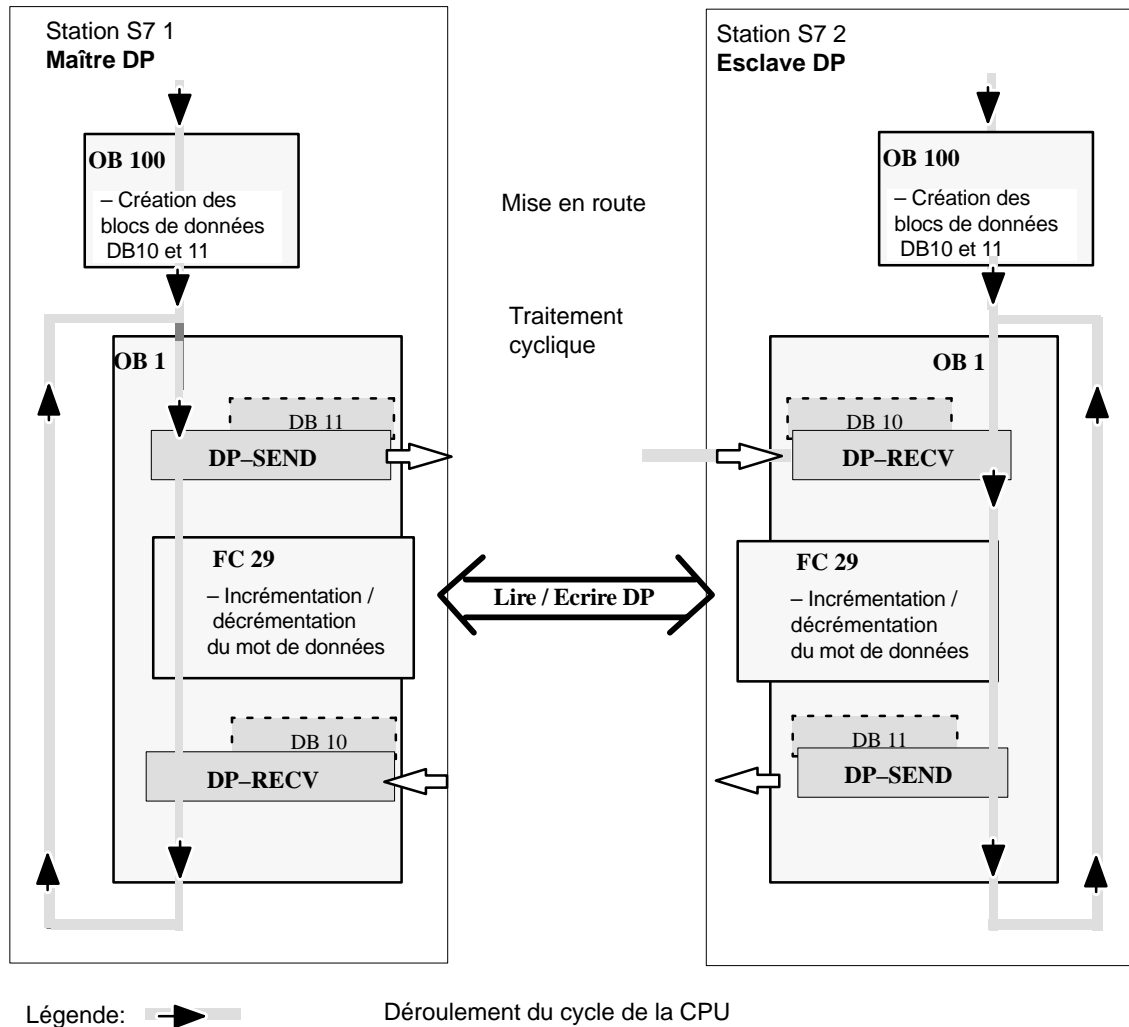 Station S7 1
Maître DP
OB 100
– Création des
blocs de données
DB10 et 11
OB 1
DB 11
DP–SEND
FC 29
– Incrémentation /
décrémentation
du mot de données
DB 10
DP–RECV
Mise en route
Traitement
cyclique
Lire / Ecrire DP
Station S7 2
Esclave DP
OB 100
– Création des
blocs de données
DB10 et 11
OB 1
DB 10
DP–RECV
FC 29
– Incrémentation /
décrémentation
du mot de données
DB 11
DP–SEND
Légende:
Déroulement du cycle de la CPU